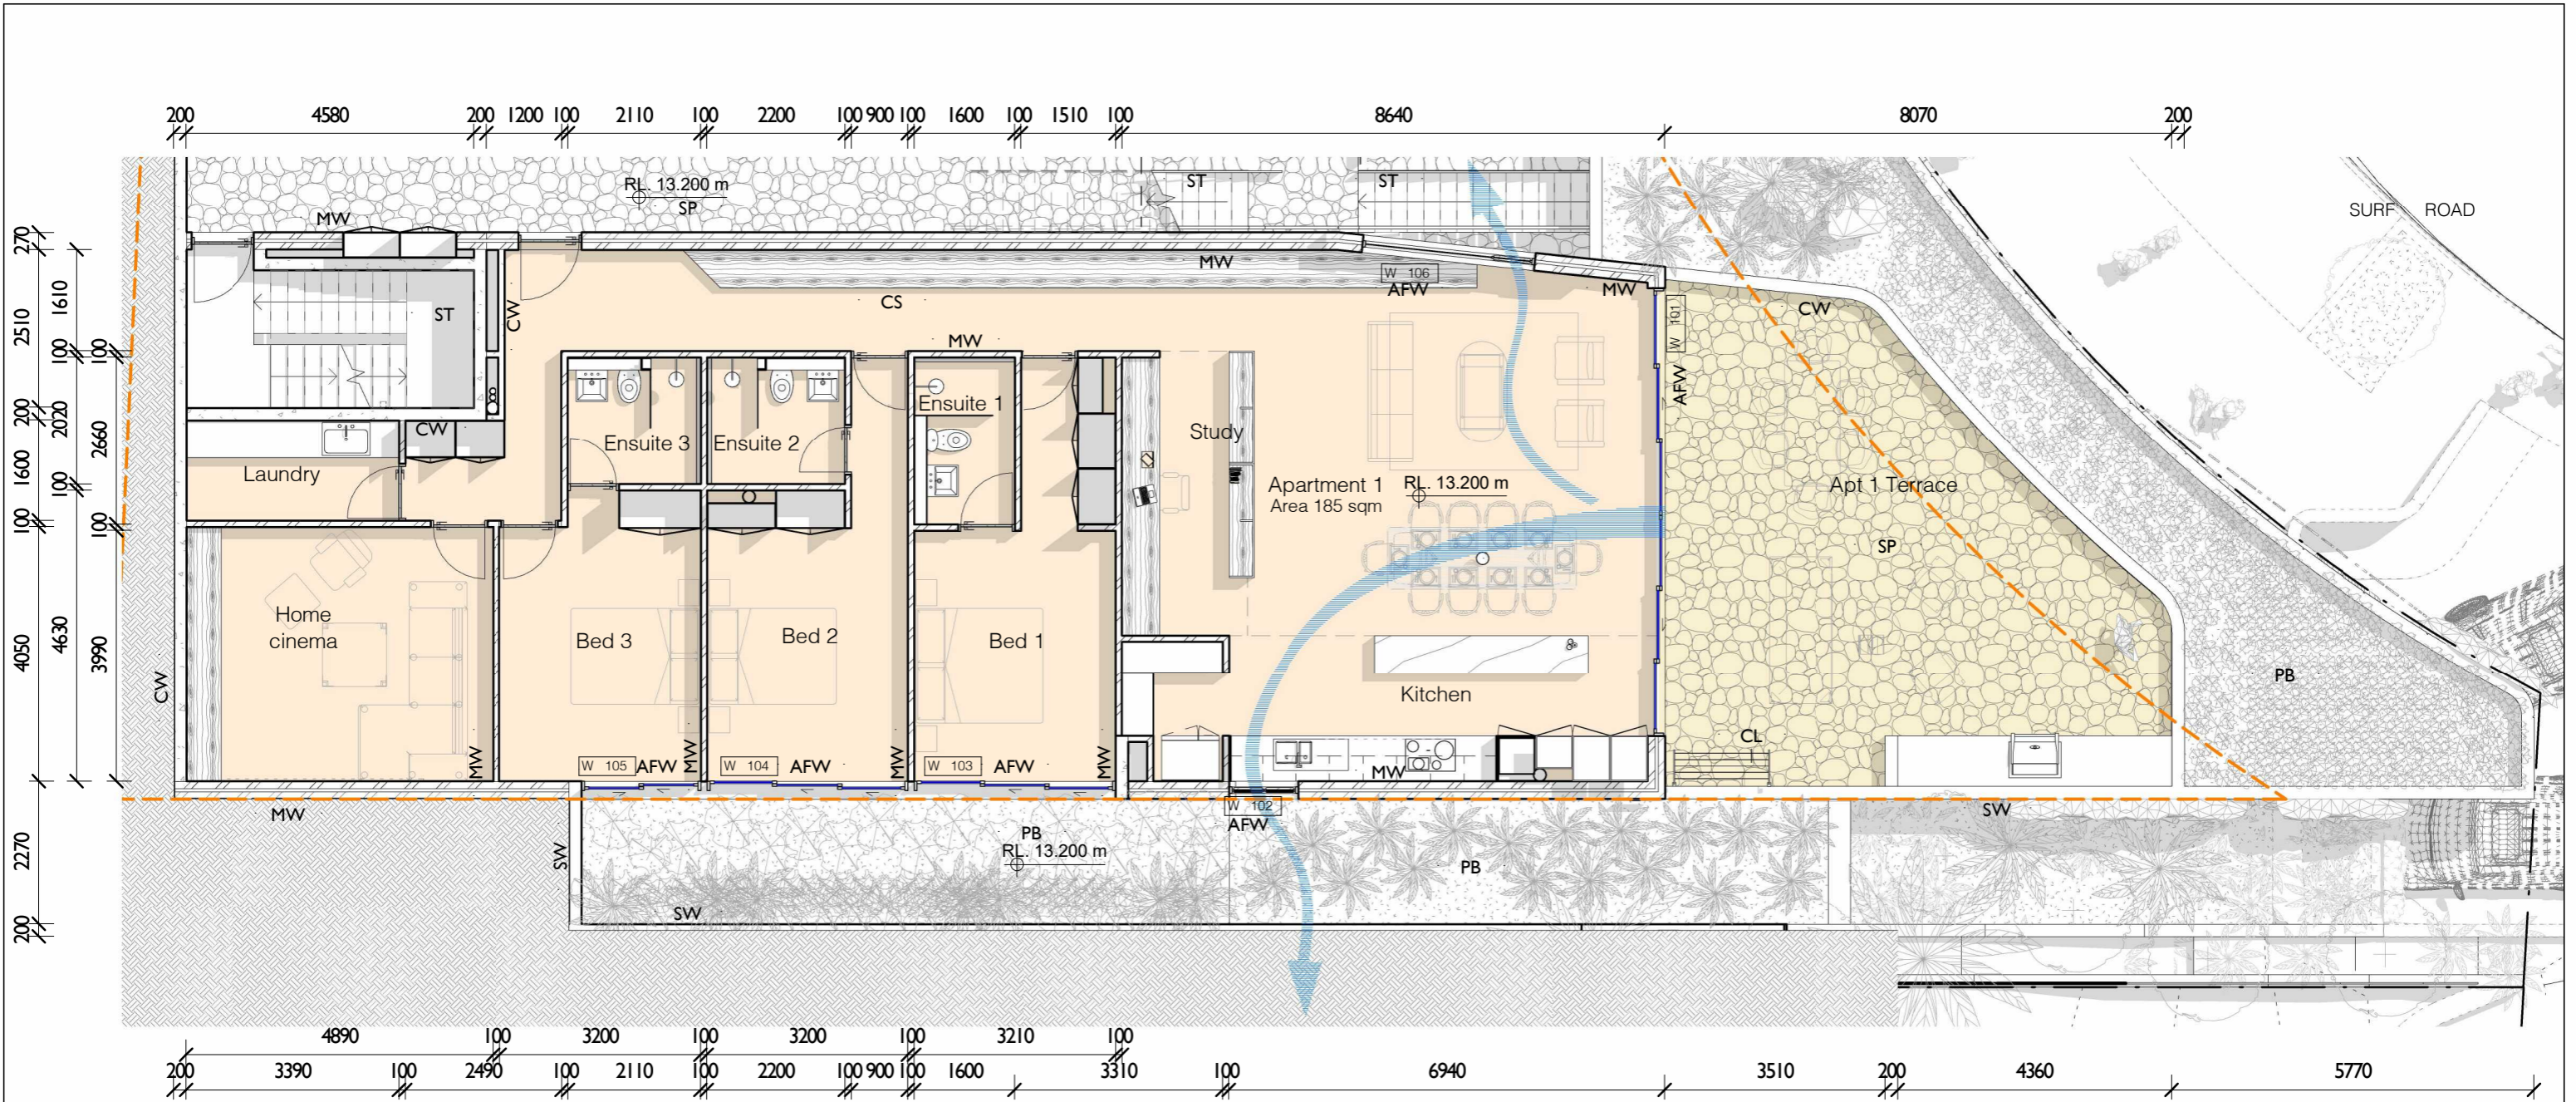 200 4580 200 1200 100 2110 100 2200 100 900 100 1600 100 1510 100 8640 8070 200
RL. 13.200 m
SP
MW
ST
ST
SURF ROAD
270
1610
2510
100
100
200
2020
2660
1600
100
100
100
4050
4630
3990
2270
200
MW
W 106
AFW
MW
CS
CW
ST
W 101
AFW
CW
MW
Ensuite 1
Ensuite 3
Ensuite 2
Study
CW
Laundry
Apartment 1
Area 185 sqm
RL. 13.200 m
Apt 1 Terrace
SP
Home
cinema
Bed 3
Bed 2
Bed 1
Kitchen
PB
CW
CL
MW
W 105
AFW
MW
W 104
AFW
MW
W 103
AFW
MW
MW
W 102
AFW
MW
SW
PB
RL. 13.200 m
PB
SW
SW
4890 100 3200 100 3200 100 3210 100
200 3390 100 2490 100 2110 100 2200 100 900 100 1600 3310 100 6940 3510 200 4360 5770